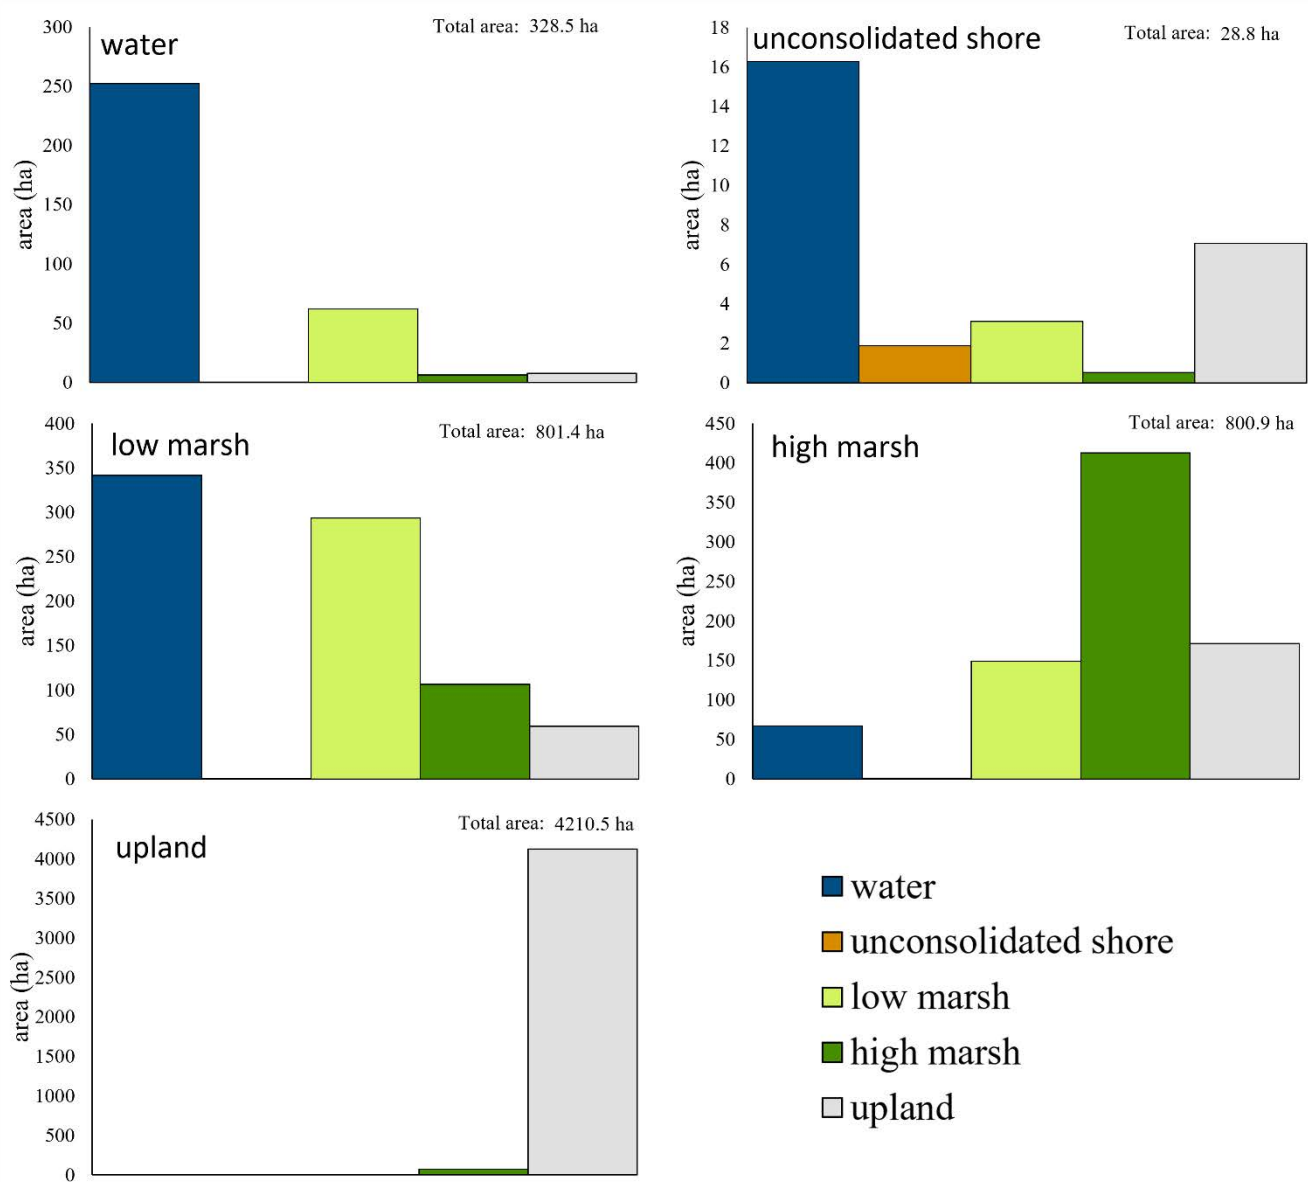 water
Total area: 328.5 ha
area (ha)
300
250
200
150
100
50
0
unconsolidated shore
Total area: 28.8 ha
area (ha)
18
16
14
12
10
8
6
4
2
0
low marsh
Total area: 801.4 ha
area (ha)
400
350
300
250
200
150
100
50
0
high marsh
Total area: 800.9 ha
area (ha)
450
400
350
300
250
200
150
100
50
0
upland
Total area: 4210.5 ha
area (ha)
4500
4000
3500
3000
2500
2000
1500
1000
500
0
water
unconsolidated shore
low marsh
high marsh
upland